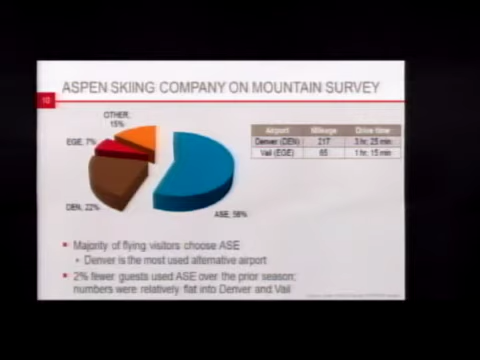 ASPEN SKIING COMPANY ON MOUNTAIN SURVEY
10
OTHER, 15%
EGE, 7%
DEN, 22%
ASE, 56%
Airport Mileage Drive time
Denver (DEN) 217 3 hr, 25 min
Vail (EGE) 65 1 hr, 15 min
▪ Majority of flying visitors choose ASE
• Denver is the most used alternative airport
▪ 2% fewer guests used ASE over the prior season;
numbers were relatively flat into Denver and Vail